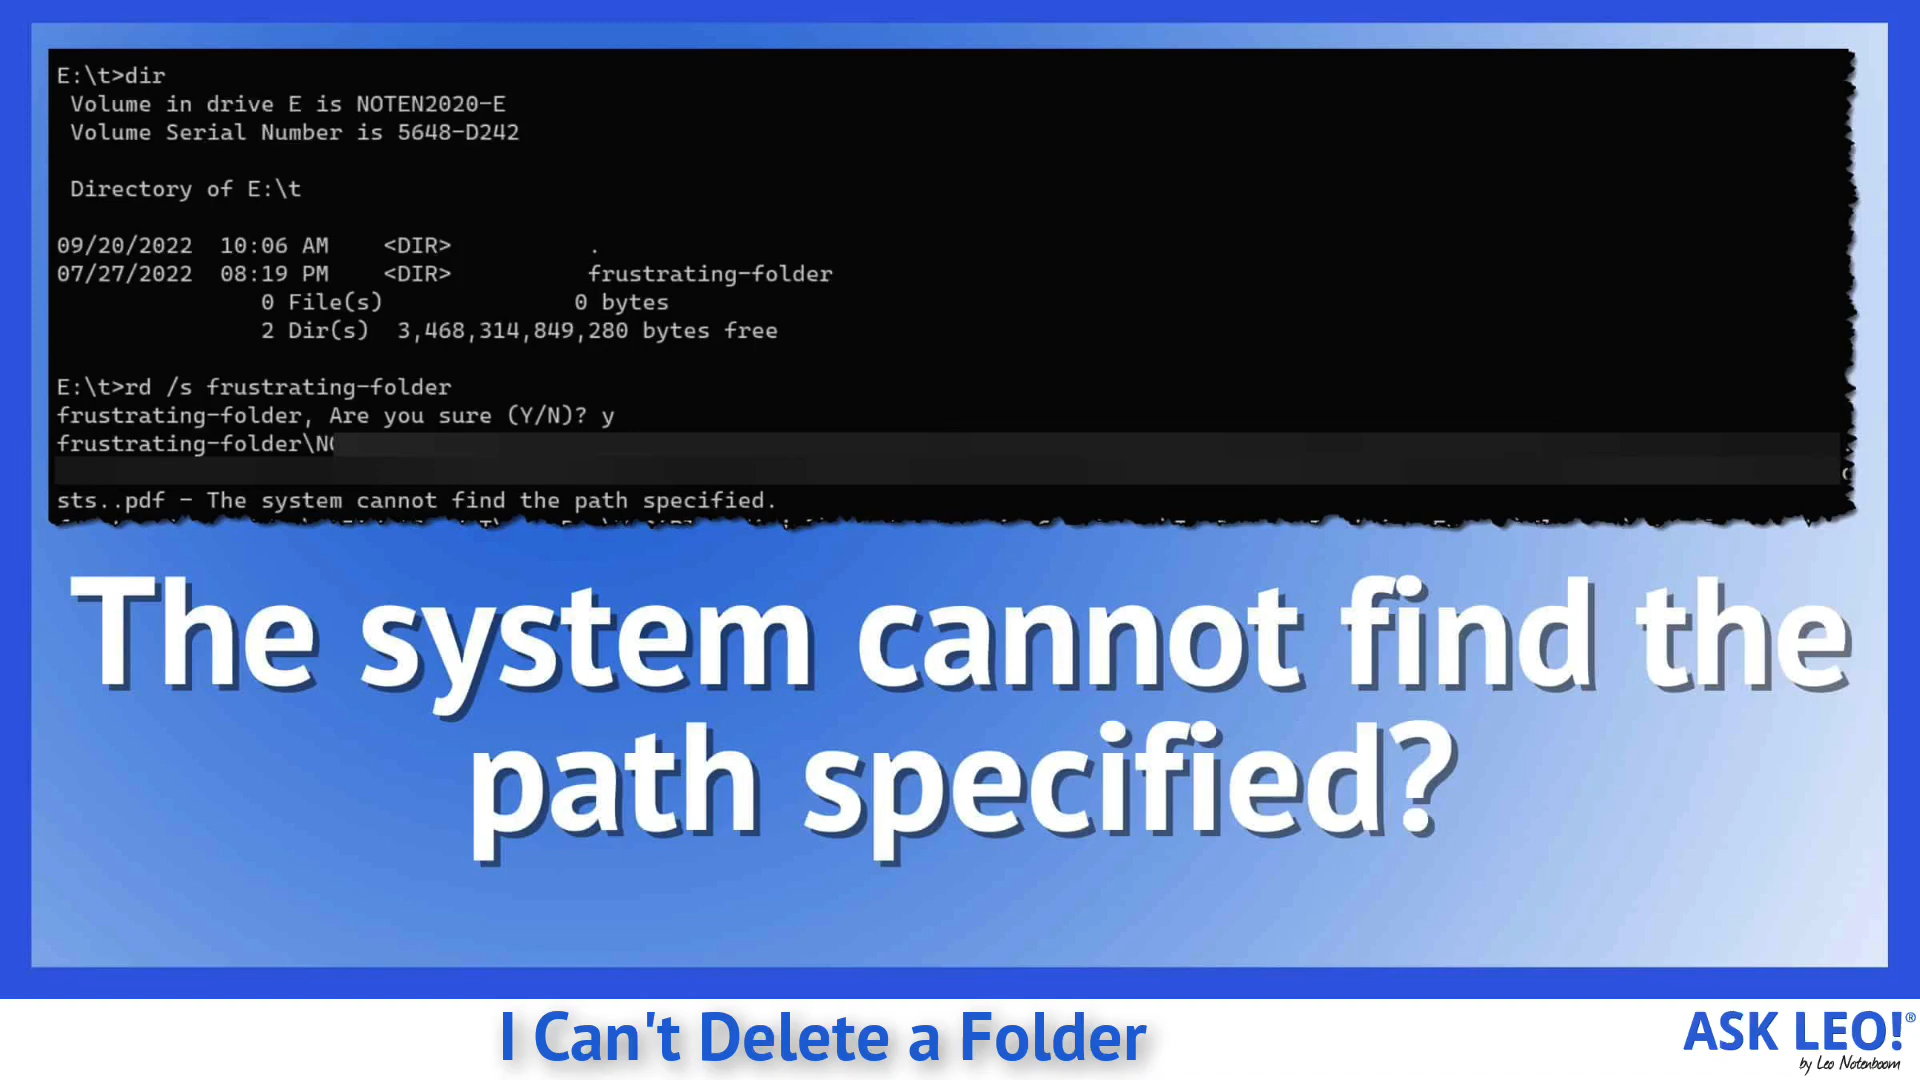 E:\t>dir
Volume in drive E is NOTEN2020-E
Volume Serial Number is 5648-D242
Directory of E:\t
09/20/2022 10:06 AM <DIR> .
07/27/2022 08:19 PM <DIR> frustrating-folder
0 File(s) 0 bytes
2 Dir(s) 3,468,314,849,280 bytes free
E:\t>rd /s frustrating-folder
frustrating-folder, Are you sure (Y/N)? y
frustrating-folder\N
sts..pdf - The system cannot find the path specified.
The system cannot find the
path specified?
I Can't Delete a Folder
ASK LEO!®
by Leo Notenboom